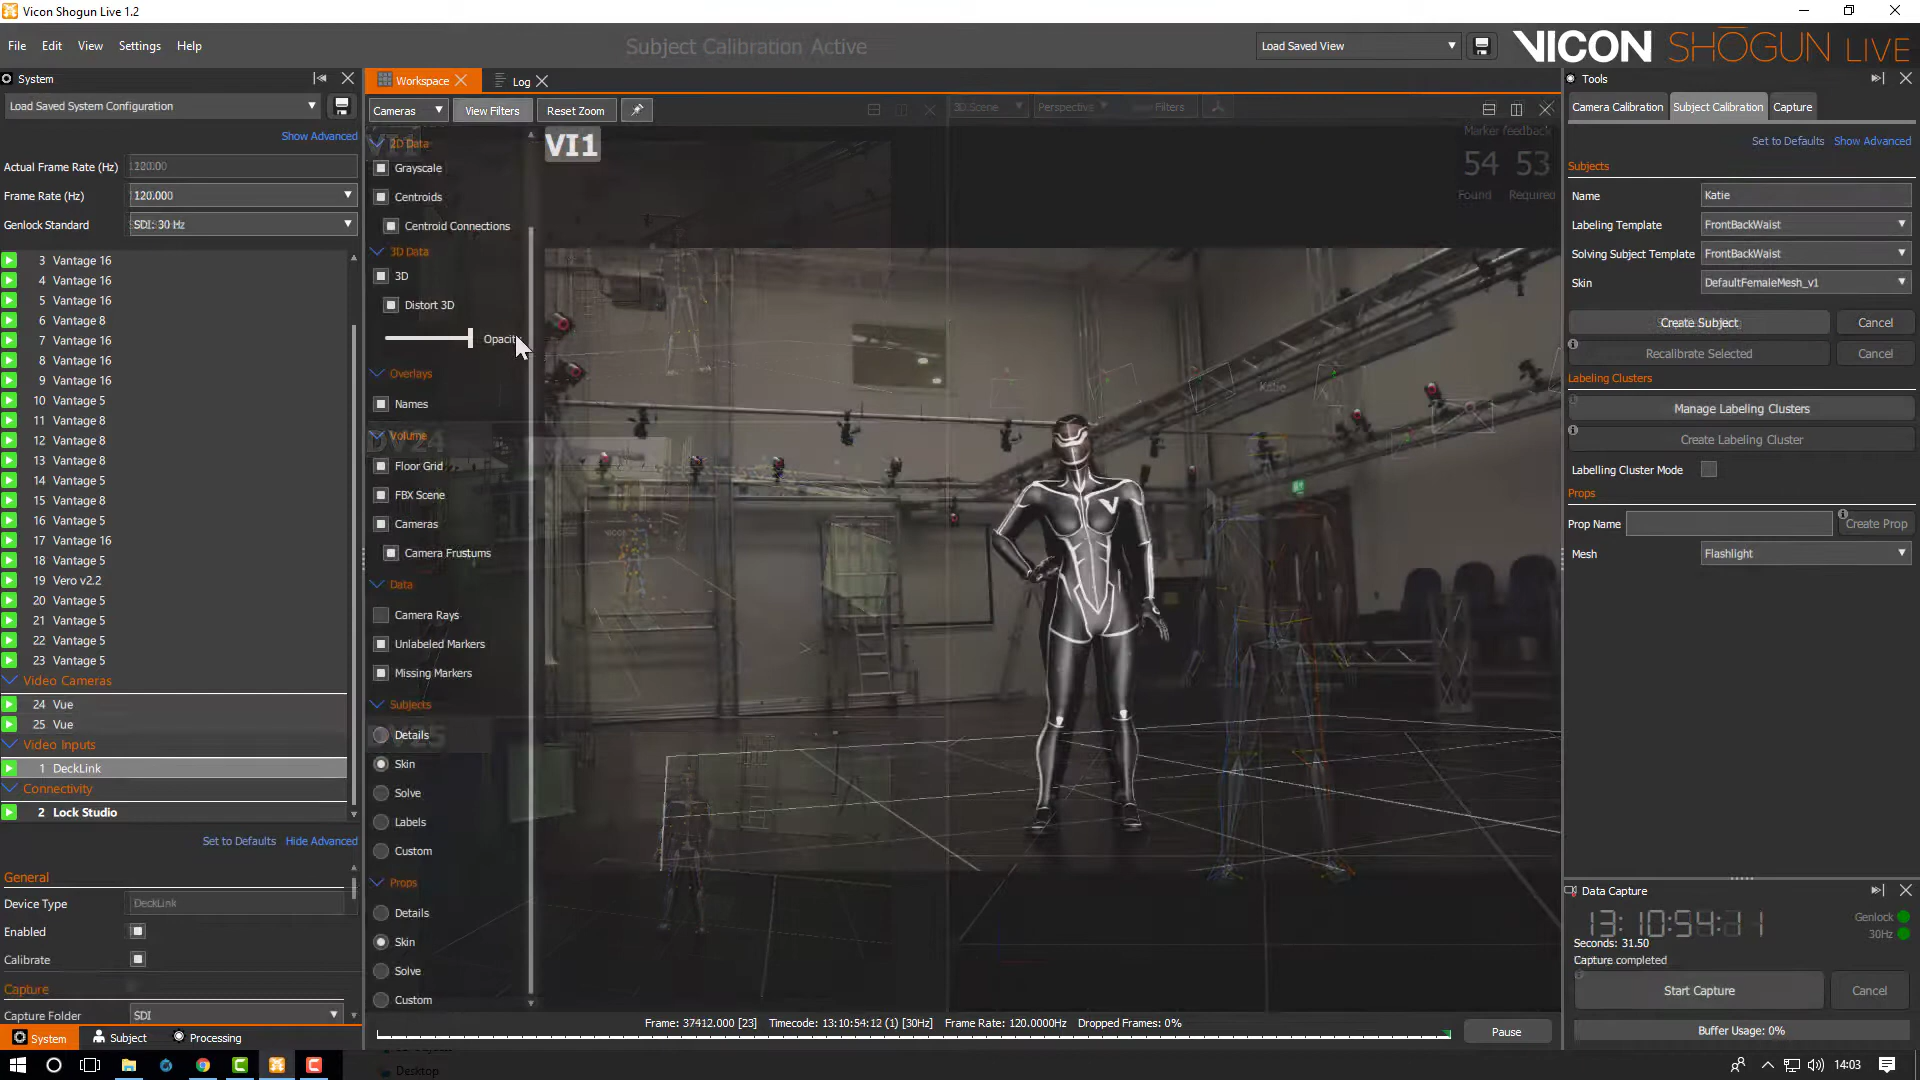 Vicon Shogun Live 1.2
File Edit View Settings Help
Subject Calibration Active
Load Saved View
VICON SHOGUN LIVE
System
Load Saved System Configuration
Show Advanced
Actual Frame Rate (Hz)
Frame Rate (Hz) 120.000
Genlock Standard SDI: 30 Hz
3 Vantage 16
4 Vantage 16
5 Vantage 16
6 Vantage 8
7 Vantage 16
8 Vantage 16
9 Vantage 16
10 Vantage 5
11 Vantage 8
12 Vantage 8
13 Vantage 8
14 Vantage 5
15 Vantage 8
16 Vantage 5
17 Vantage 16
18 Vantage 5
19 Vero v2.2
20 Vantage 5
21 Vantage 5
22 Vantage 5
23 Vantage 5
Video Cameras
24 Vue
25 Vue
Video Inputs
1 DeckLink
Connectivity
2 Lock Studio
Set to Defaults Hide Advanced
General
Device Type DeckLink
Enabled
Calibrate
Capture
Capture Folder SDI
System Subject Processing
Workspace Log
Cameras View Filters Reset Zoom
3D Scene Perspective Filters
2D Data
Grayscale
Centroids
Centroid Connections
3D Data
3D
Distort 3D
Opacity
Overlays
Names
Volume
Floor Grid
FBX Scene
Cameras
Camera Frustums
Data
Camera Rays
Unlabeled Markers
Missing Markers
Subjects
Details
Skin
Solve
Labels
Custom
Props
Details
Skin
Solve
Custom
VI1
Marker feedback
54 53
Found Required
Katie
V
Frame: 37412.000 [23] Timecode: 13:10:54:12 (1) [30Hz] Frame Rate: 120.0000Hz Dropped Frames: 0%
Pause
Tools
Camera Calibration Subject Calibration Capture
Set to Defaults Show Advanced
Subjects
Name Katie
Labeling Template FrontBackWaist
Solving Subject Template FrontBackWaist
Skin DefaultFemaleMesh_v1
Create Subject Cancel
Recalibrate Selected Cancel
Labeling Clusters
Manage Labeling Clusters
Create Labeling Cluster
Labelling Cluster Mode
Props
Prop Name Create Prop
Mesh Flashlight
Data Capture
13:10:54:11
Genlock
30Hz
Seconds: 31.50
Capture completed
Start Capture Cancel
Buffer Usage: 0%
Desktop
14:03